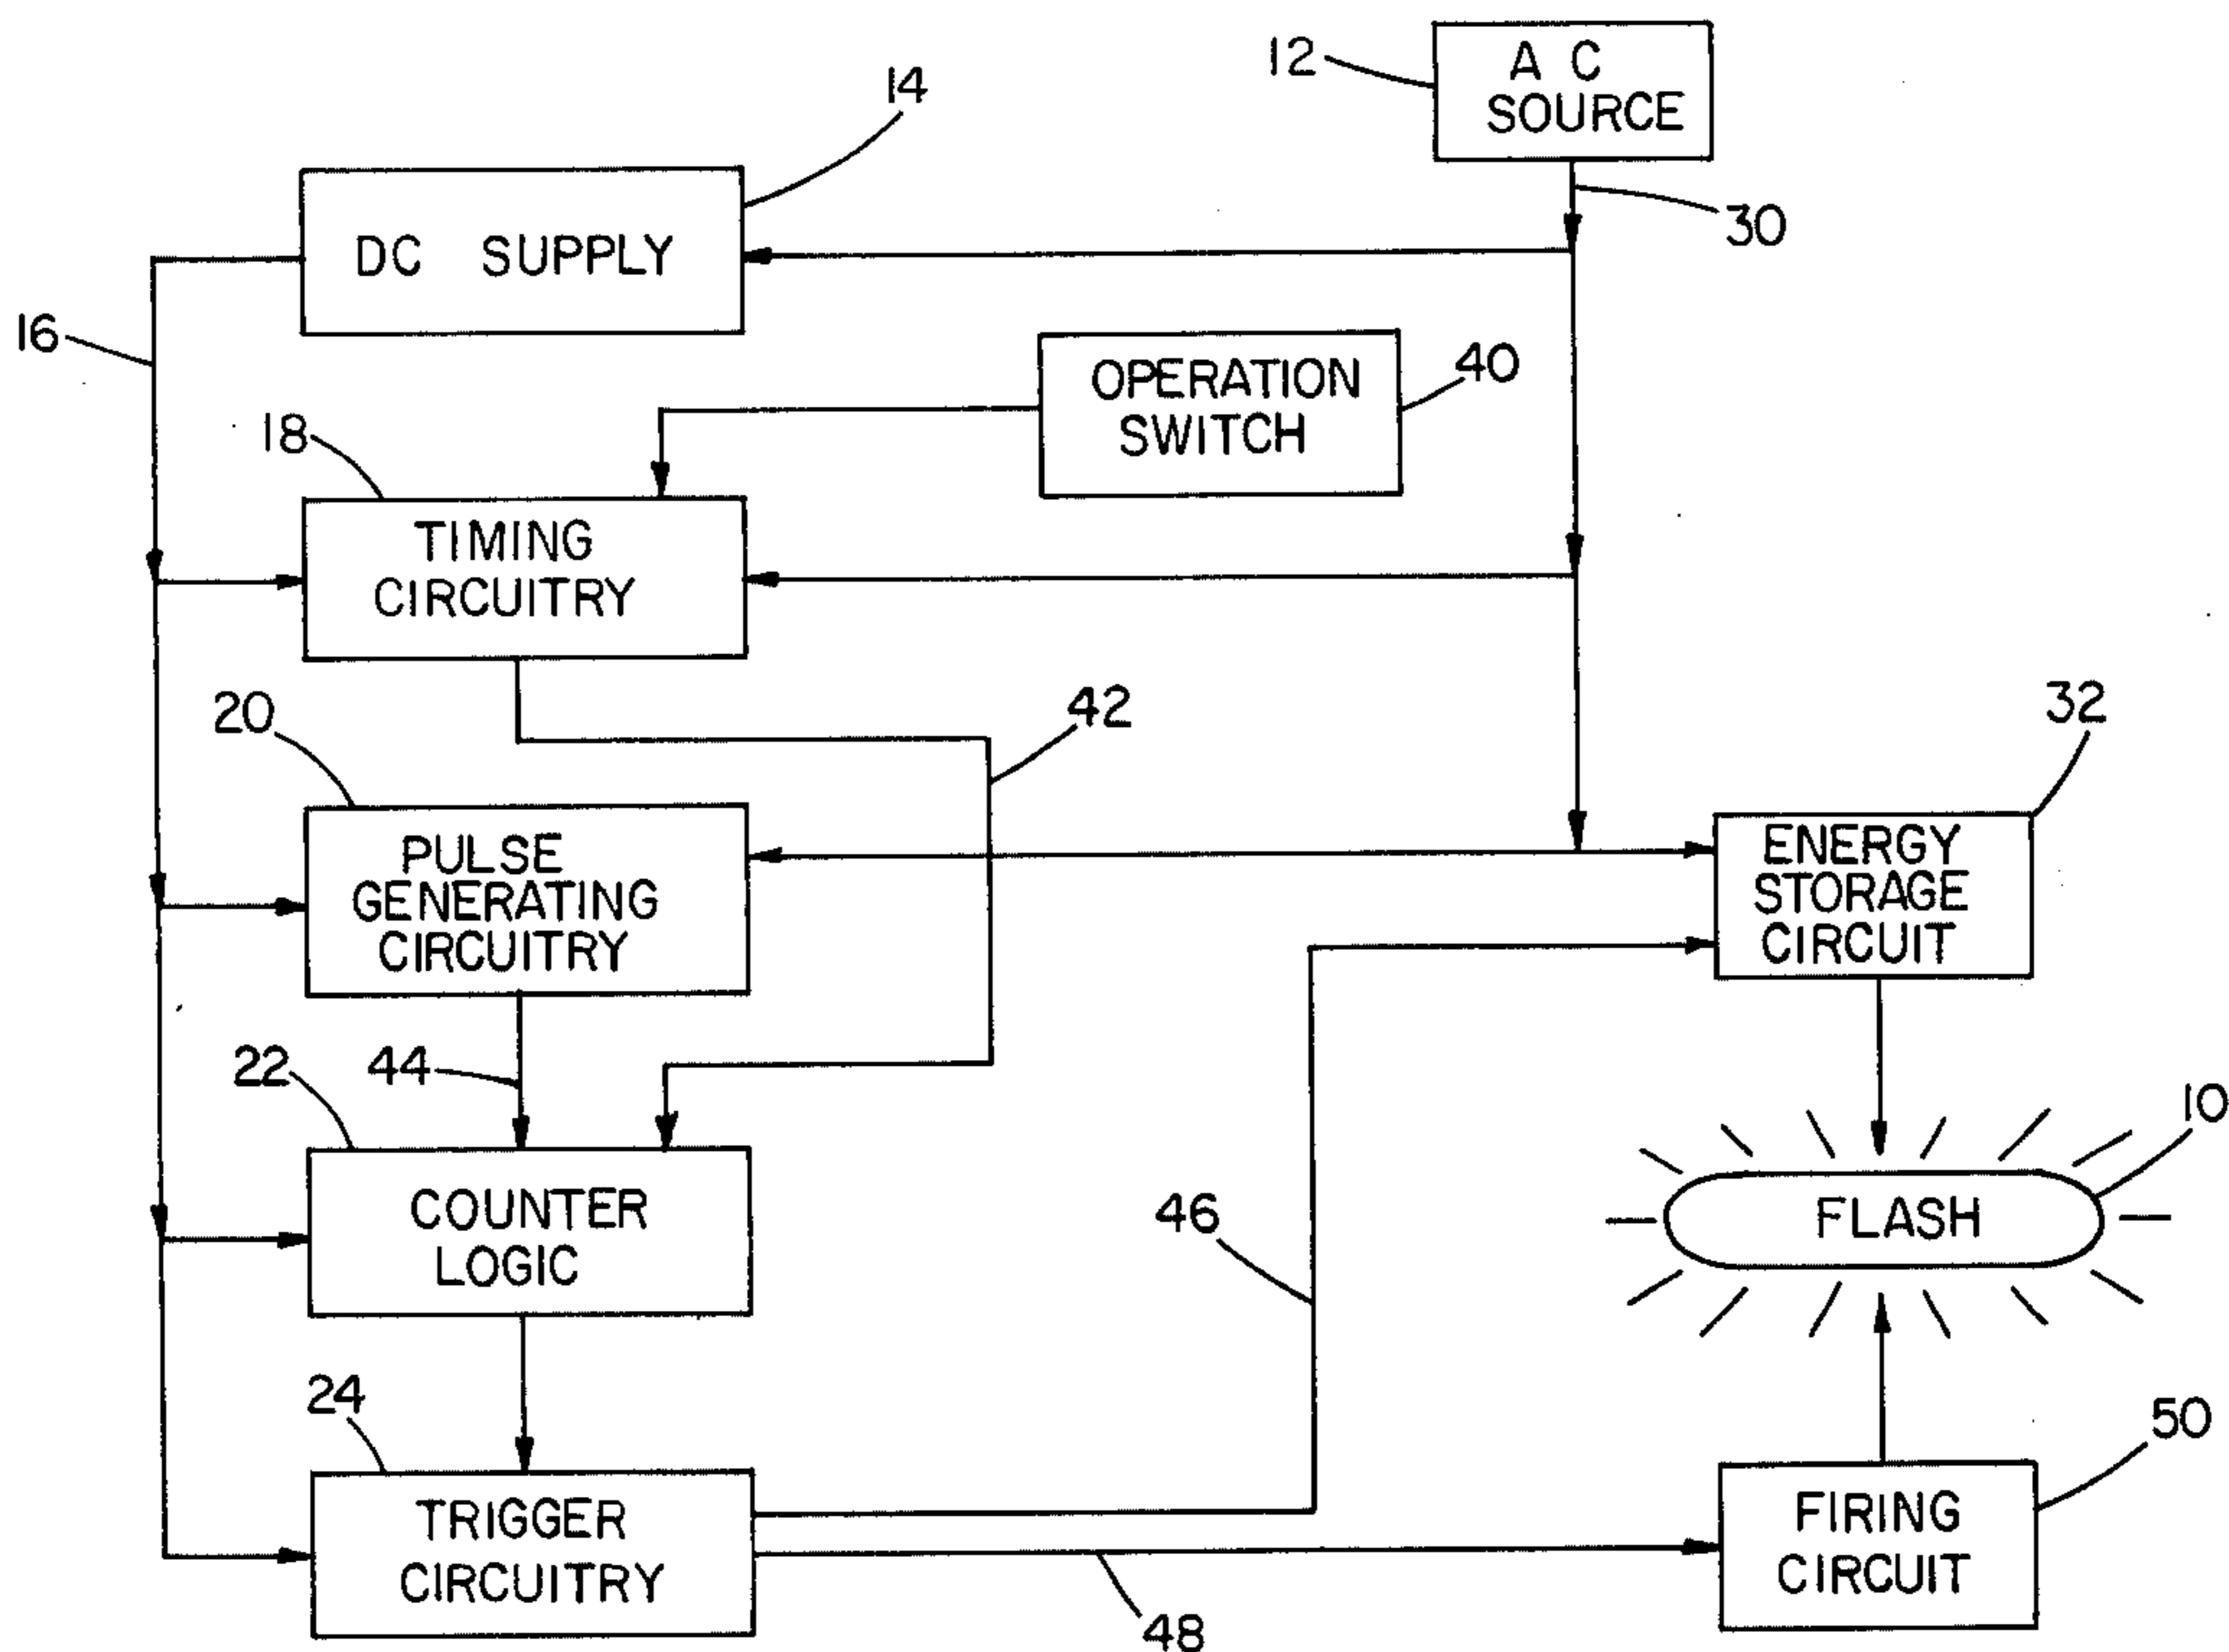 12
A C
SOURCE
14
30
DC SUPPLY
16
OPERATION
SWITCH
40
18
TIMING
CIRCUITRY
20
42
32
PULSE
GENERATING
CIRCUITRY
ENERGY
STORAGE
CIRCUIT
22
44
10
COUNTER
LOGIC
46
FLASH
24
50
TRIGGER
CIRCUITRY
FIRING
CIRCUIT
48